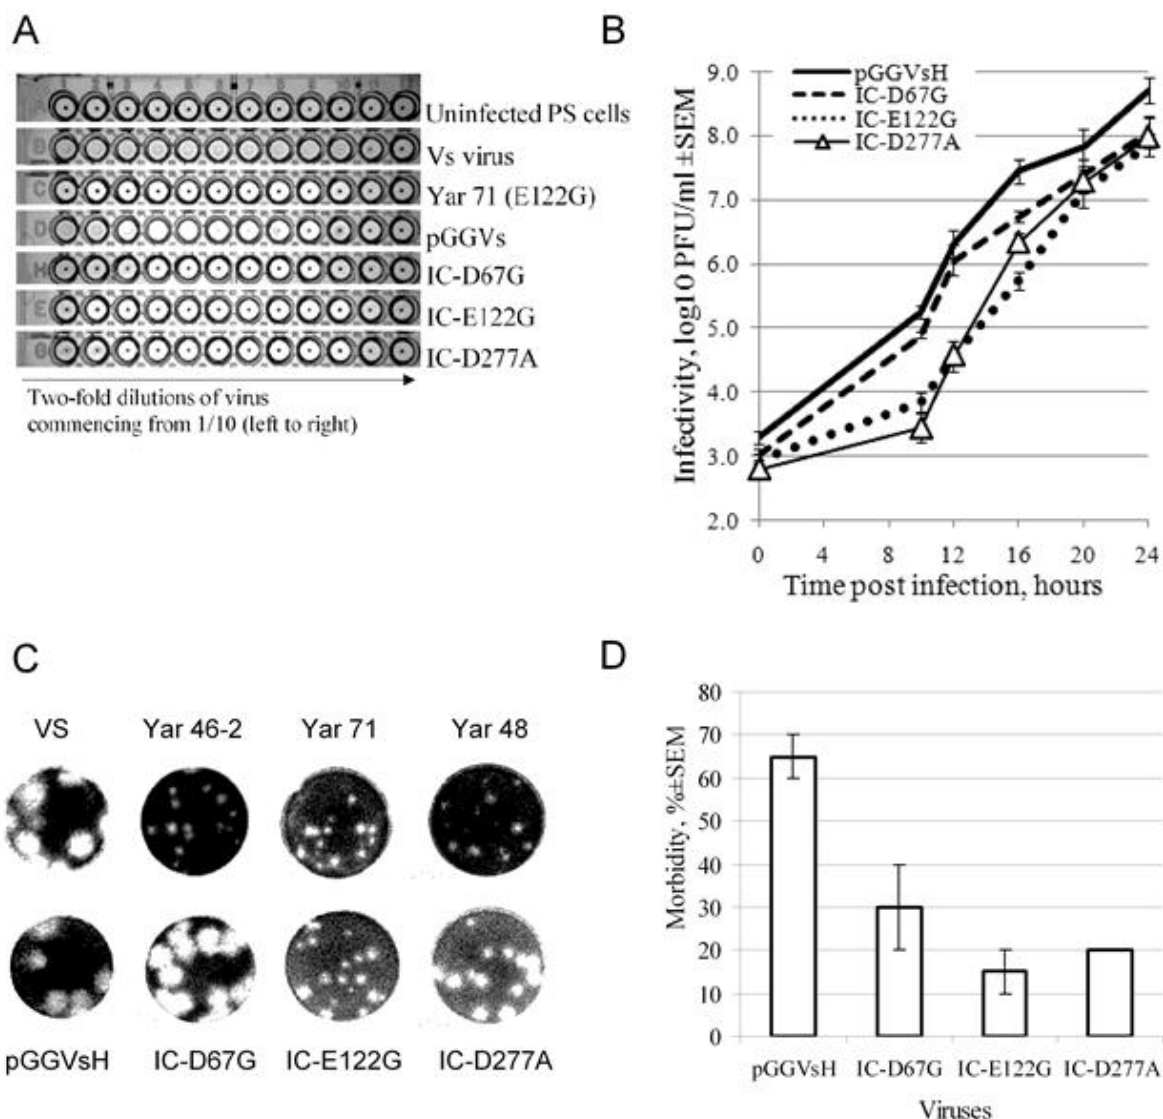 A
Uninfected PS cells
Vs virus
Yar 71 (E122G)
pGGVs
IC-D67G
IC-E122G
IC-D277A
Two-fold dilutions of virus
commencing from 1/10 (left to right)
B
pGGVsH
IC-D67G
IC-E122G
IC-D277A
Infectivity, log10 PFU/ml ±SEM
9.0
8.0
7.0
6.0
5.0
4.0
3.0
2.0
0 4 8 12 16 20 24
Time post infection, hours
C
VS Yar 46-2 Yar 71 Yar 48
pGGVsH IC-D67G IC-E122G IC-D277A
D
Morbidity, %±SEM
80
70
60
50
40
30
20
10
0
pGGVsH IC-D67G IC-E122G IC-D277A
Viruses